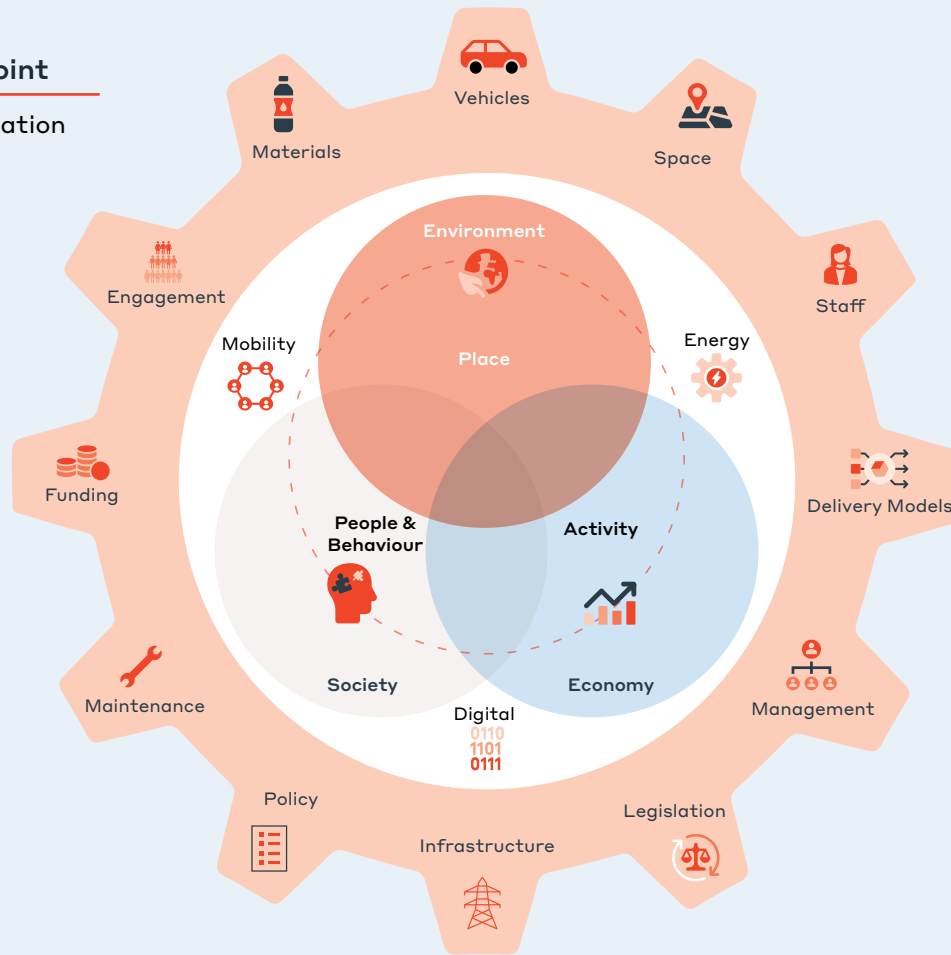 oint
ation
Vehicles
Materials
Space
Environment
Engagement
Staff
Mobility
Energy
Place
Funding
Delivery Models
People &
Behaviour
Activity
Society
Economy
Maintenance
Management
Digital
0110
1101
0111
Policy
Legislation
Infrastructure